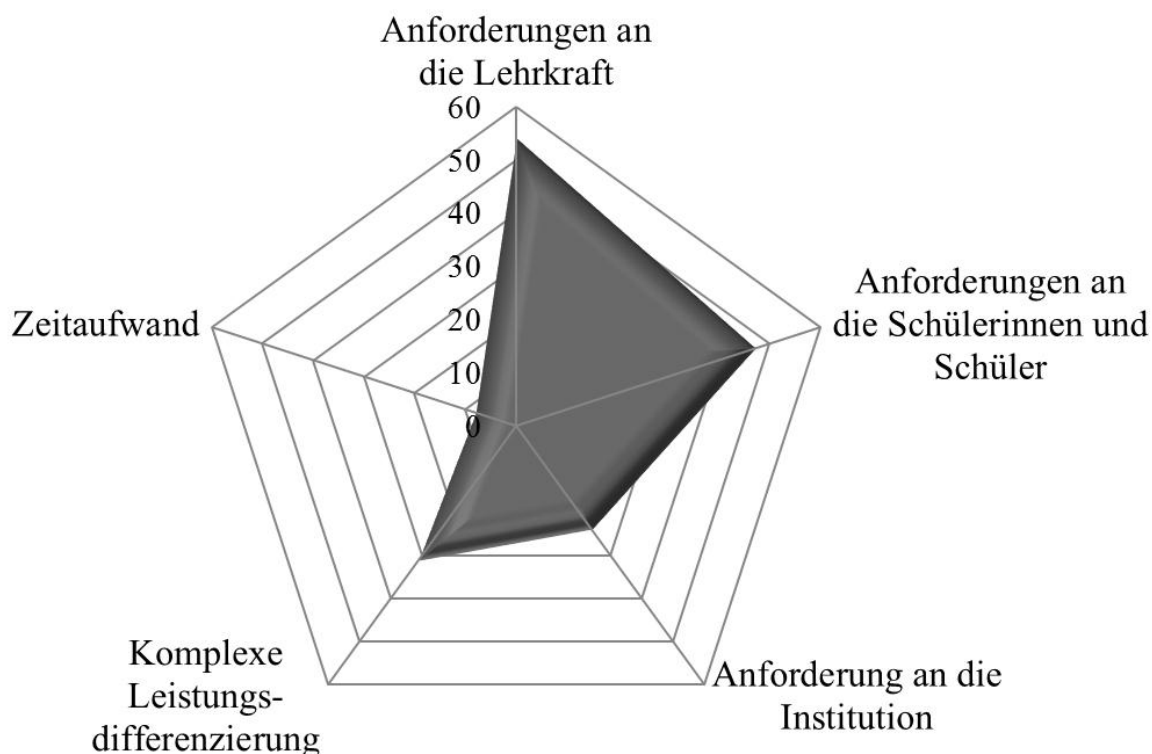 Anforderungen an
die Lehrkraft
60
50
40
30
20
10
0
Anforderungen an
die Schülerinnen und
Schüler
Zeitaufwand
Komplexe
Leistungs-
differenzierung
Anforderung an die
Institution